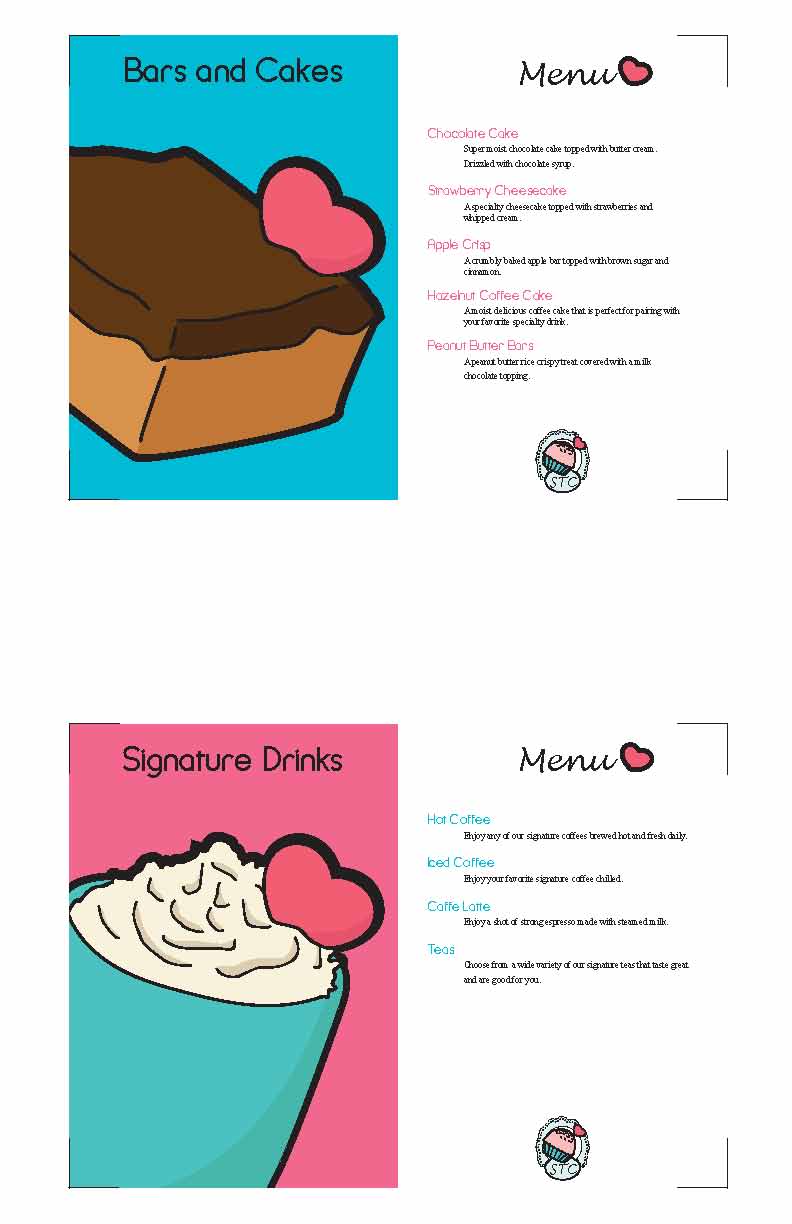 Bars and Cakes
Menu
Chocolate Cake
Super moist chocolate cake topped with butter cream.
Drizzled with chocolate syrup.
Strawberry Cheesecake
A specialty cheesecake topped with strawberries and
whipped cream.
Apple Crisp
A crumbly baked apple bar topped with brown sugar and
cinnamon.
Hazelnut Coffee Cake
A moist delicious coffee cake that is perfect for pairing with
your favorite specialty drink.
Peanut Butter Bars
A peanut butter rice crispy treat covered with a milk
chocolate topping.
STC
Signature Drinks
Menu
Hot Coffee
Enjoy any of our signature coffees brewed hot and fresh daily.
Iced Coffee
Enjoy your favorite signature coffee chilled.
Caffe Latte
Enjoy a shot of strong espresso made with steamed milk.
Teas
Choose from a wide variety of our signature teas that taste great
and are good for you.
STC